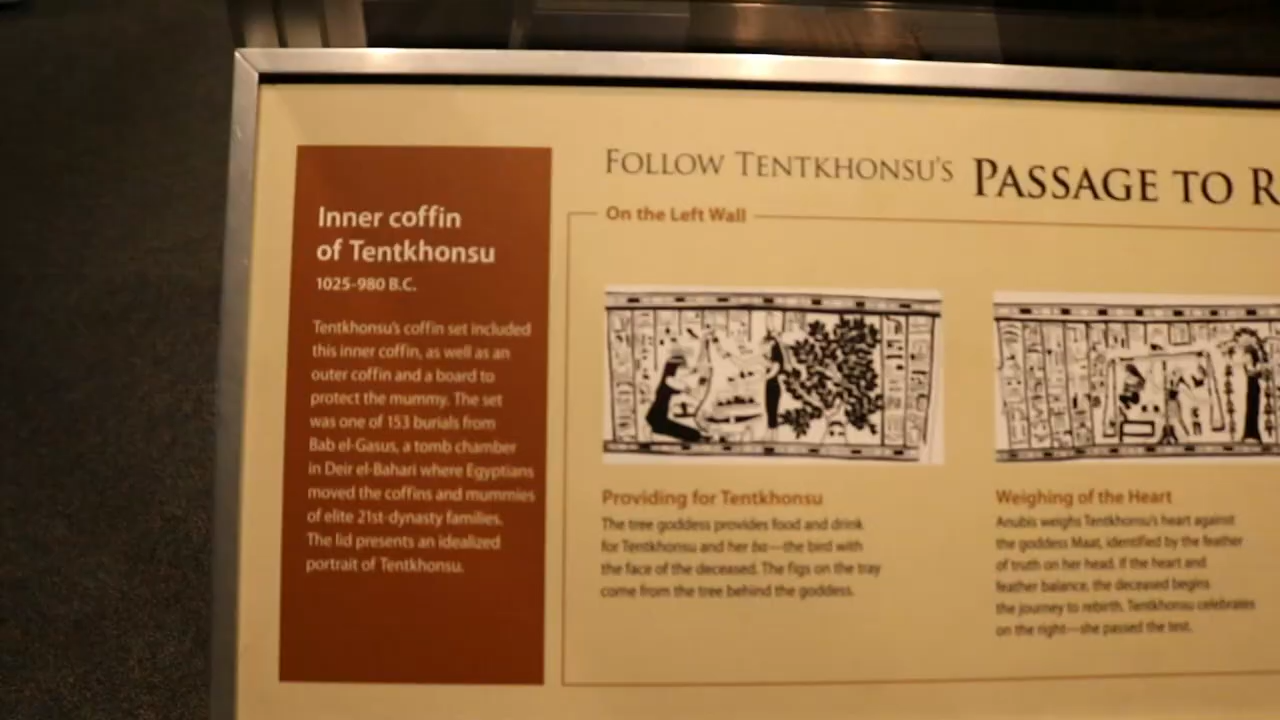 Inner coffin
of Tentkhonsu
1025-980 B.C.
Tentkhonsu's coffin set included
this inner coffin, as well as an
outer coffin and a board to
protect the mummy. The set
was one of 153 burials from
Bab el-Gasus, a tomb chamber
in Deir el-Bahari where Egyptians
moved the coffins and mummies
of elite 21st-dynasty families.
The lid presents an idealized
portrait of Tentkhonsu.
FOLLOW TENTKHONSU'S PASSAGE TO R
On the Left Wall
Providing for Tentkhonsu
The tree goddess provides food and drink
for Tentkhonsu and her ba—the bird with
the face of the deceased. The figs on the tray
come from the tree behind the goddess.
Weighing of the Heart
Anubis weighs Tentkhonsu's heart against
the goddess Maat, identified by the feather
of truth on her head. If the heart and
feather balance, the deceased begins
the journey to rebirth. Tentkhonsu celebrates
on the right—she passed the test.